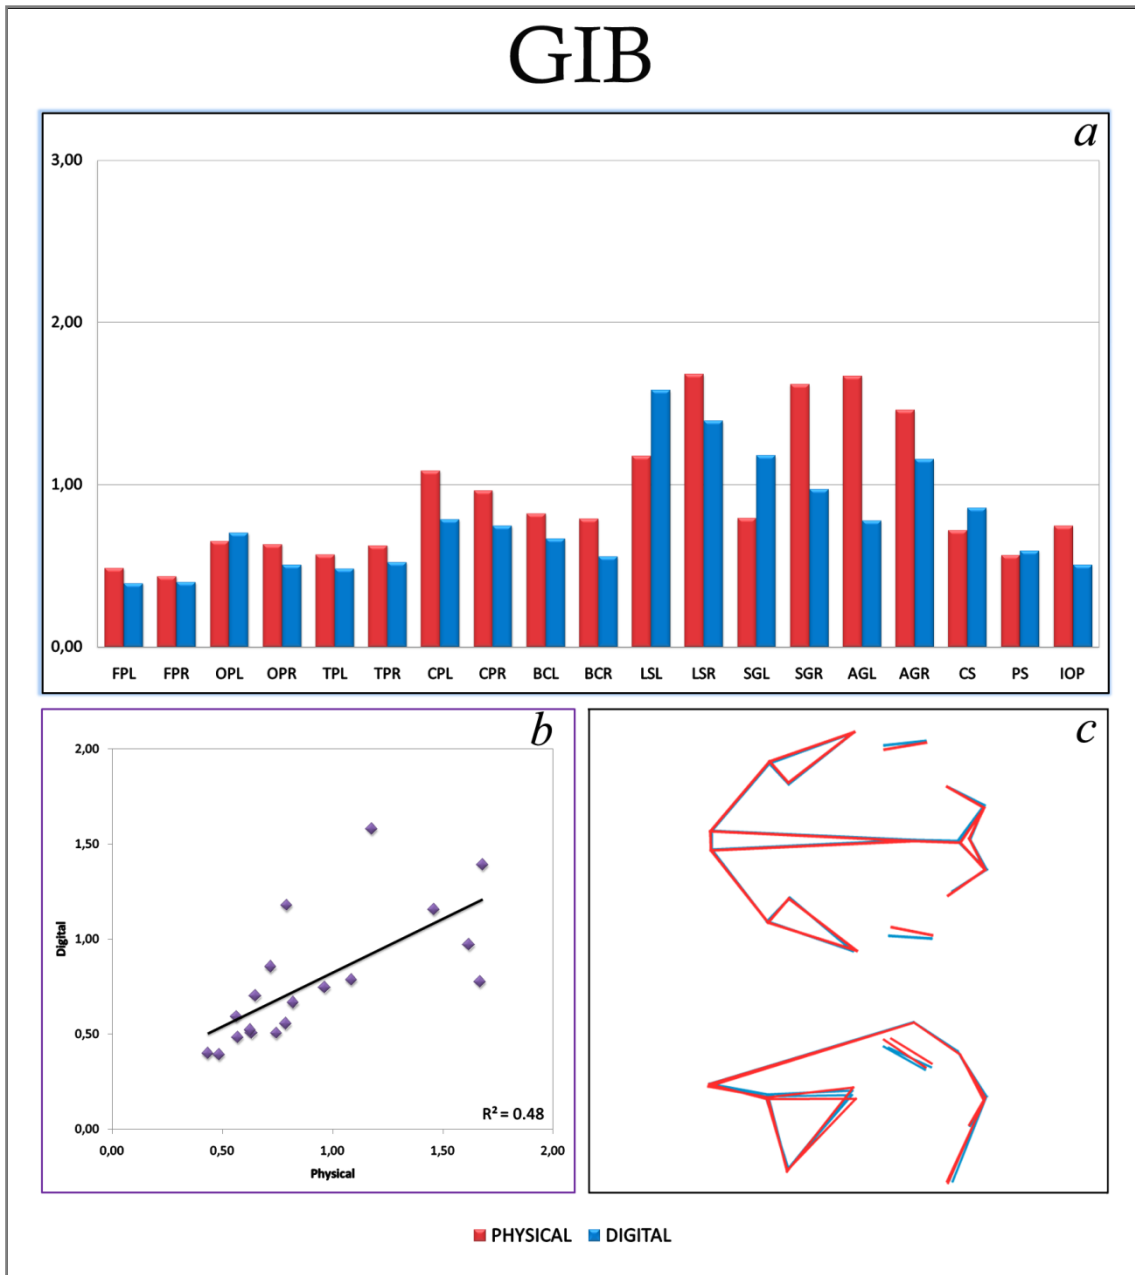 GIB
a
3,00
2,00
1,00
0,00
FPL FPR OPL OPR TPL TPR CPL CPR BCL BCR LSL LSR SGL SGR AGL AGR CS PS IOP
b
2,00
1,50
1,00
0,50
0,00
Digital
R² = 0.48
0,00 0,50 1,00 1,50 2,00
Physical
c
PHYSICAL DIGITAL